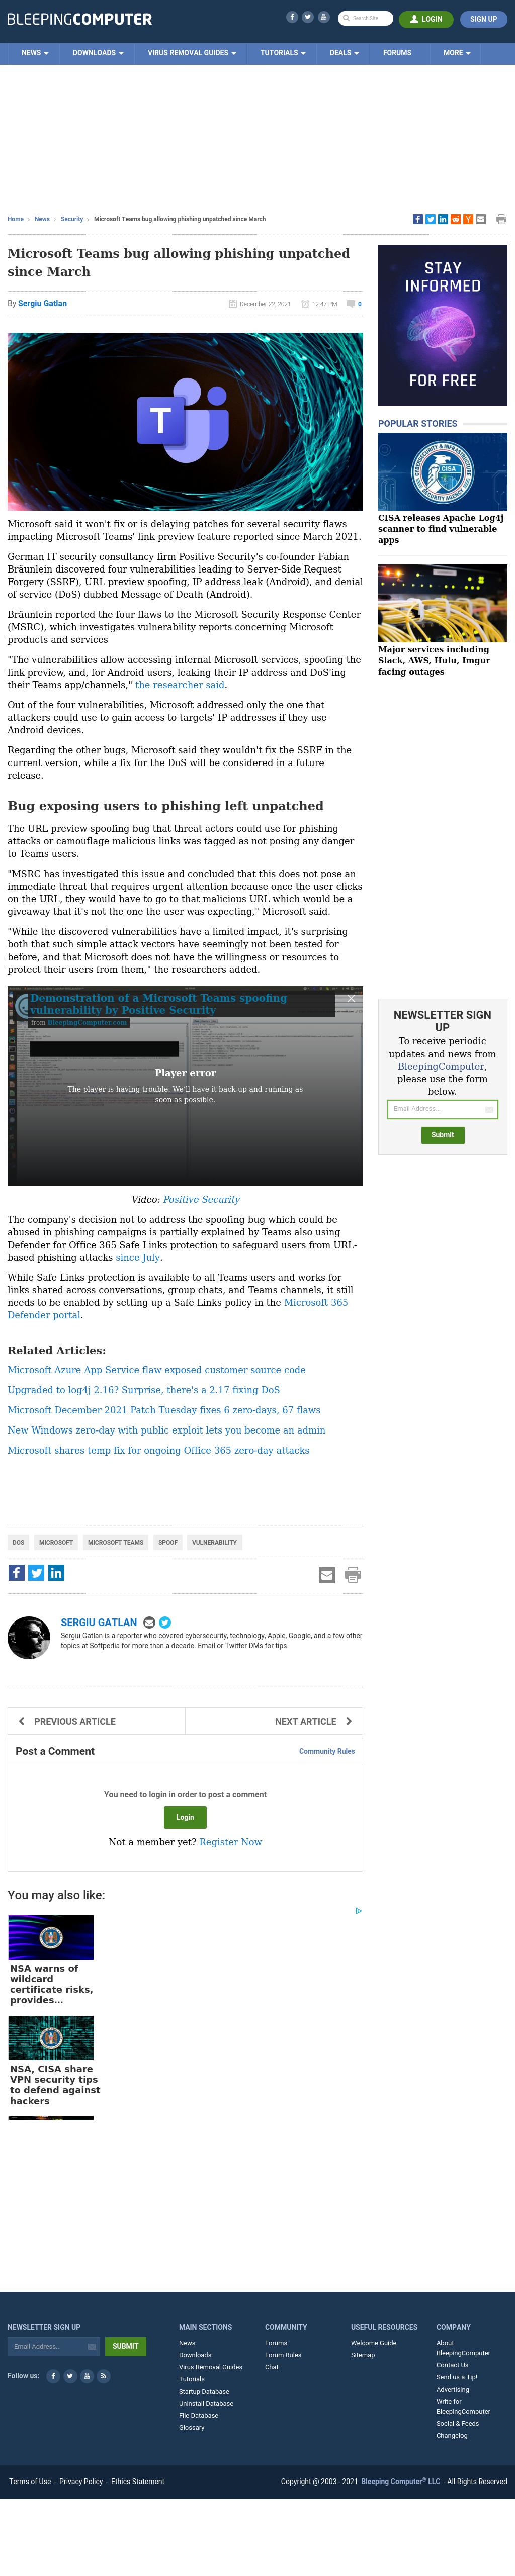 BLEEPINGCOMPUTER
Search Site
LOGIN
SIGN UP
NEWS
DOWNLOADS
VIRUS REMOVAL GUIDES
TUTORIALS
DEALS
FORUMS
MORE
Home › News › Security › Microsoft Teams bug allowing phishing unpatched since March
Microsoft Teams bug allowing phishing unpatched
since March
By Sergiu Gatlan
December 22, 2021
12:47 PM
0
T
Microsoft said it won't fix or is delaying patches for several security flaws
impacting Microsoft Teams' link preview feature reported since March 2021.
German IT security consultancy firm Positive Security's co-founder Fabian
Bräunlein discovered four vulnerabilities leading to Server-Side Request
Forgery (SSRF), URL preview spoofing, IP address leak (Android), and denial
of service (DoS) dubbed Message of Death (Android).
Bräunlein reported the four flaws to the Microsoft Security Response Center
(MSRC), which investigates vulnerability reports concerning Microsoft
products and services
"The vulnerabilities allow accessing internal Microsoft services, spoofing the
link preview, and, for Android users, leaking their IP address and DoS'ing
their Teams app/channels," the researcher said.
Out of the four vulnerabilities, Microsoft addressed only the one that
attackers could use to gain access to targets' IP addresses if they use
Android devices.
Regarding the other bugs, Microsoft said they wouldn't fix the SSRF in the
current version, while a fix for the DoS will be considered in a future
release.
Bug exposing users to phishing left unpatched
The URL preview spoofing bug that threat actors could use for phishing
attacks or camouflage malicious links was tagged as not posing any danger
to Teams users.
"MSRC has investigated this issue and concluded that this does not pose an
immediate threat that requires urgent attention because once the user clicks
on the URL, they would have to go to that malicious URL which would be a
giveaway that it's not the one the user was expecting," Microsoft said.
"While the discovered vulnerabilities have a limited impact, it's surprising
both that such simple attack vectors have seemingly not been tested for
before, and that Microsoft does not have the willingness or resources to
protect their users from them," the researchers added.
Demonstration of a Microsoft Teams spoofing
vulnerability by Positive Security
from BleepingComputer.com
Player error
The player is having trouble. We'll have it back up and running as
soon as possible.
Video: Positive Security
The company's decision not to address the spoofing bug which could be
abused in phishing campaigns is partially explained by Teams also using
Defender for Office 365 Safe Links protection to safeguard users from URL-
based phishing attacks since July.
While Safe Links protection is available to all Teams users and works for
links shared across conversations, group chats, and Teams channels, it still
needs to be enabled by setting up a Safe Links policy in the Microsoft 365
Defender portal.
Related Articles:
Microsoft Azure App Service flaw exposed customer source code
Upgraded to log4j 2.16? Surprise, there's a 2.17 fixing DoS
Microsoft December 2021 Patch Tuesday fixes 6 zero-days, 67 flaws
New Windows zero-day with public exploit lets you become an admin
Microsoft shares temp fix for ongoing Office 365 zero-day attacks
DOS
MICROSOFT
MICROSOFT TEAMS
SPOOF
VULNERABILITY
SERGIU GATLAN
Sergiu Gatlan is a reporter who covered cybersecurity, technology, Apple, Google, and a few other
topics at Softpedia for more than a decade. Email or Twitter DMs for tips.
PREVIOUS ARTICLE
NEXT ARTICLE
Post a Comment
Community Rules
You need to login in order to post a comment
Login
Not a member yet? Register Now
You may also like:
NSA warns of
wildcard
certificate risks,
provides...
NSA, CISA share
VPN security tips
to defend against
hackers
STAY
INFORMED
FOR FREE
POPULAR STORIES
CISA
CISA releases Apache Log4j
scanner to find vulnerable
apps
Major services including
Slack, AWS, Hulu, Imgur
facing outages
NEWSLETTER SIGN
UP
To receive periodic
updates and news from
BleepingComputer,
please use the form
below.
Email Address...
Submit
NEWSLETTER SIGN UP
Email Address...
SUBMIT
Follow us:
MAIN SECTIONS
News
Downloads
Virus Removal Guides
Tutorials
Startup Database
Uninstall Database
File Database
Glossary
COMMUNITY
Forums
Forum Rules
Chat
USEFUL RESOURCES
Welcome Guide
Sitemap
COMPANY
About
BleepingComputer
Contact Us
Send us a Tip!
Advertising
Write for
BleepingComputer
Social & Feeds
Changelog
Terms of Use - Privacy Policy - Ethics Statement
Copyright @ 2003 - 2021 Bleeping Computer® LLC - All Rights Reserved